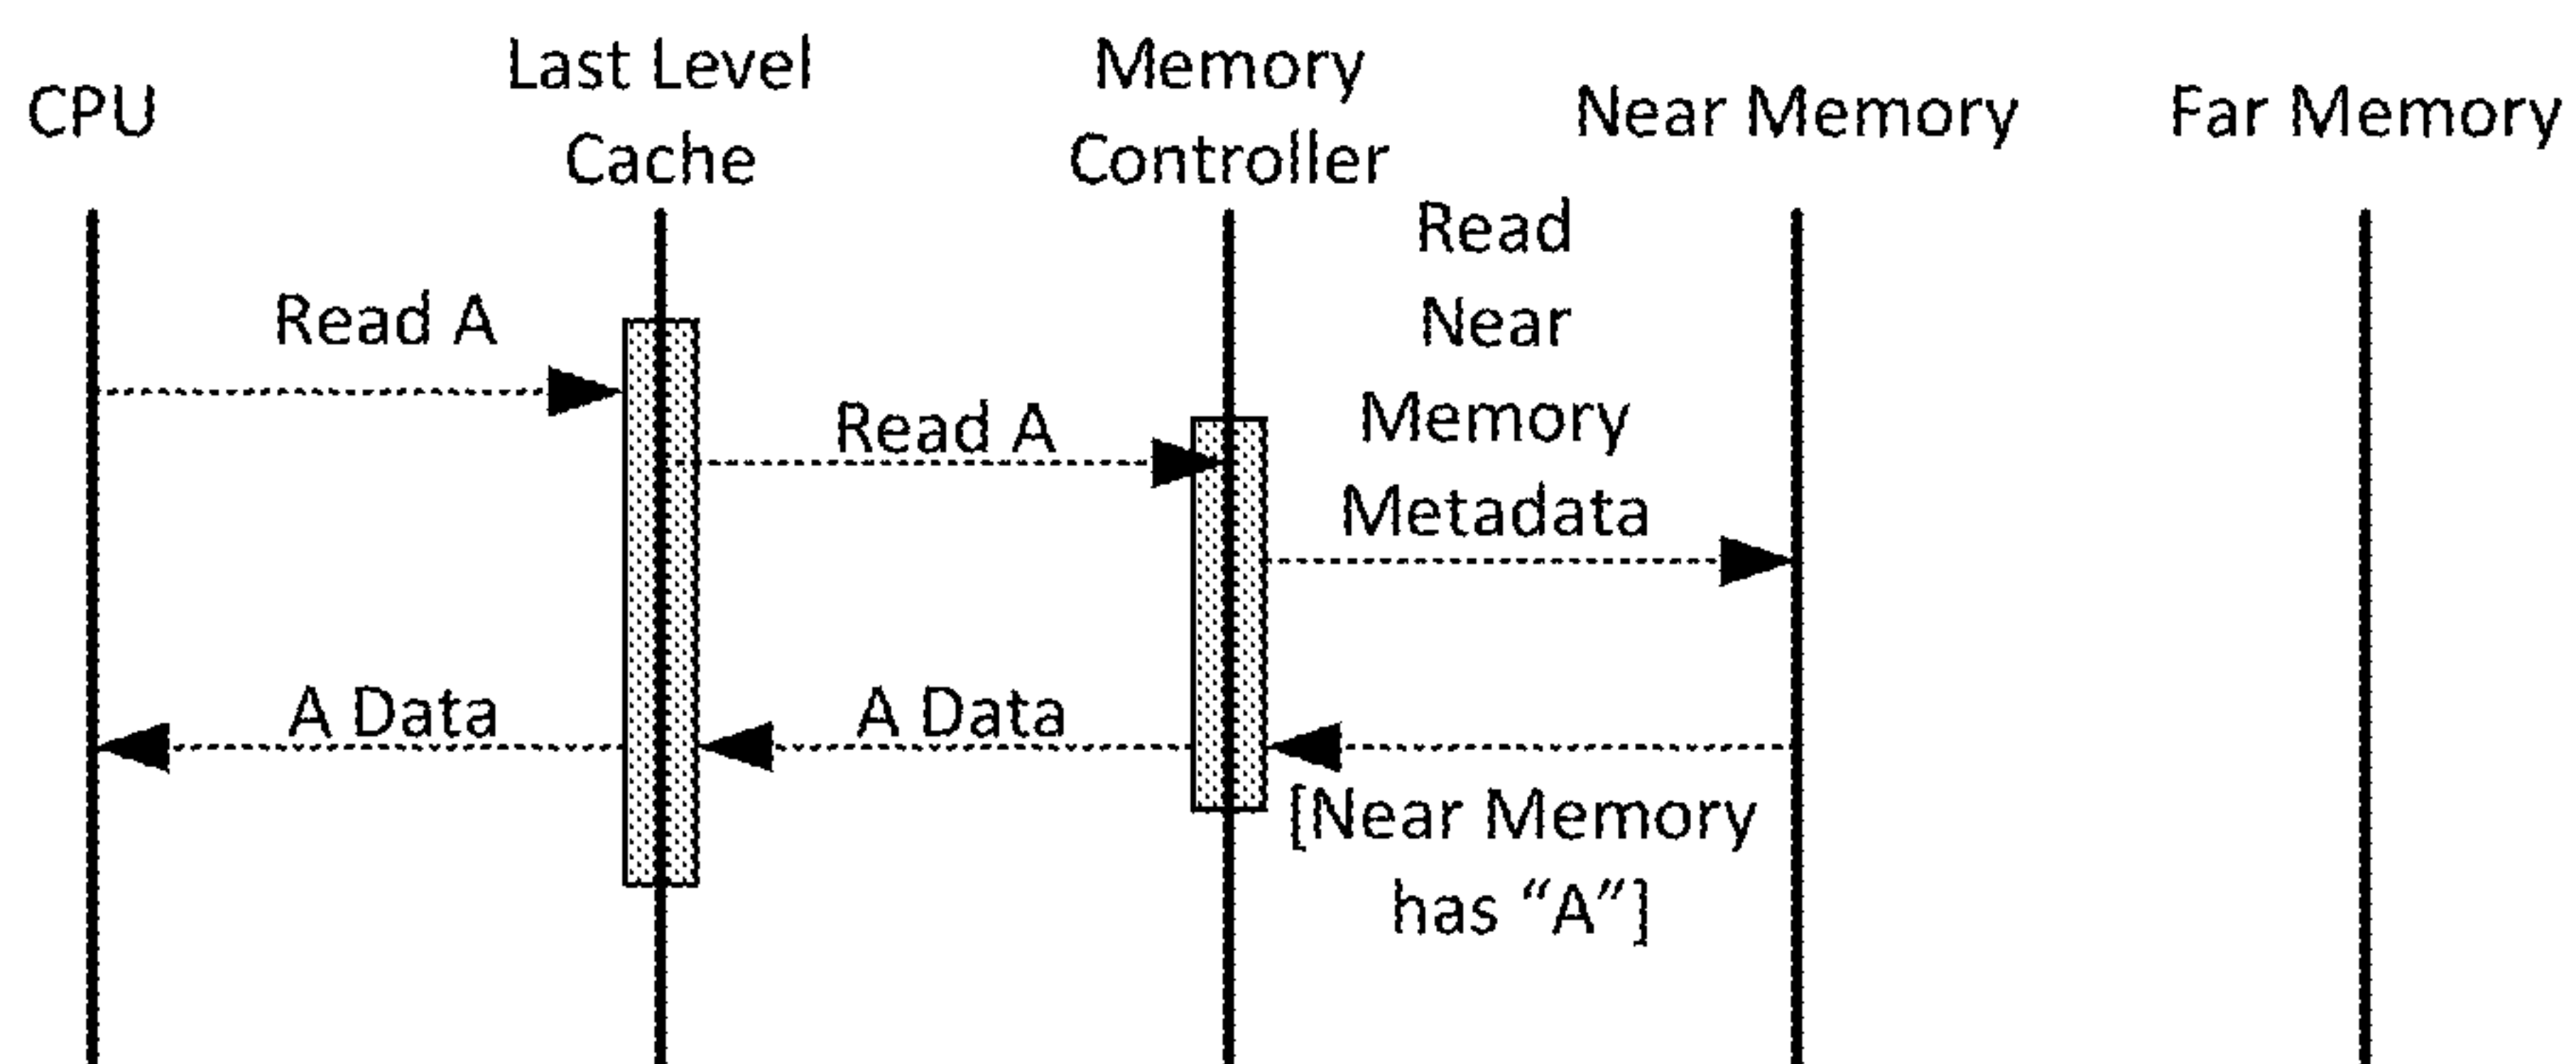 CPU
Last Level
Cache
Memory
Controller
Near Memory
Far Memory
Read A
Read A
Read
Near
Memory
Metadata
A Data
A Data
[Near Memory
has “A”]